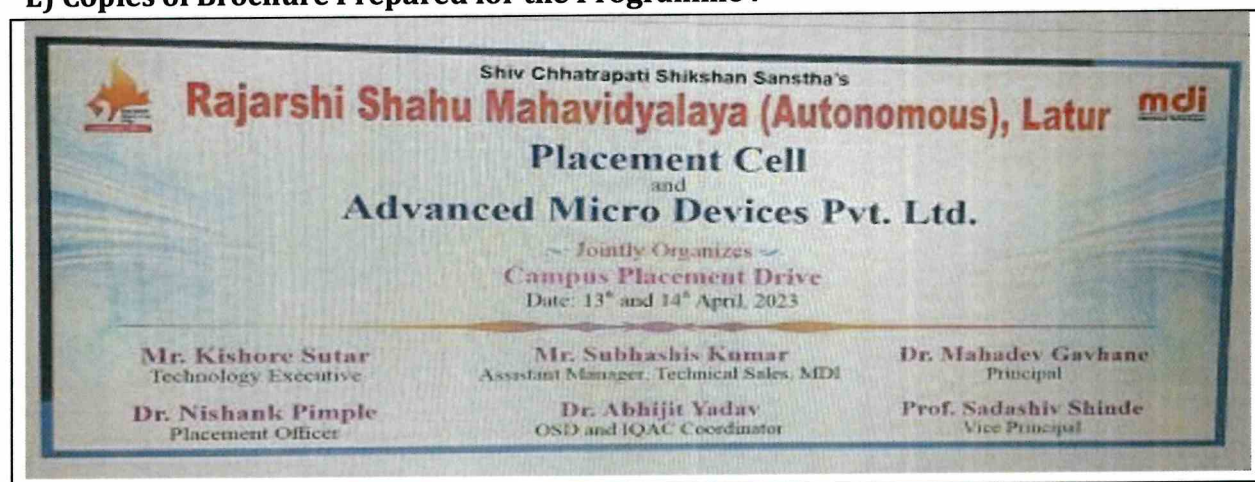 E) Copies of Brochure Prepared for the Programme :
Shiv Chhatrapati Shikshan Sanstha's
Rajarshi Shahu Mahavidyalaya (Autonomous), Latur
mdi
Placement Cell
and
Advanced Micro Devices Pvt. Ltd.
Jointly Organizes
Campus Placement Drive
Date: 13th and 14th April, 2023
Mr. Kishore Sutar Mr. Subhashis Kumar Dr. Mahadev Gavhane
Technology Executive Assistant Manager, Technical Sales, MDI Principal
Dr. Nishank Pimple Dr. Abhijit Yadav Prof. Sadashiv Shinde
Placement Officer OSD and IQAC Coordinator Vice Principal